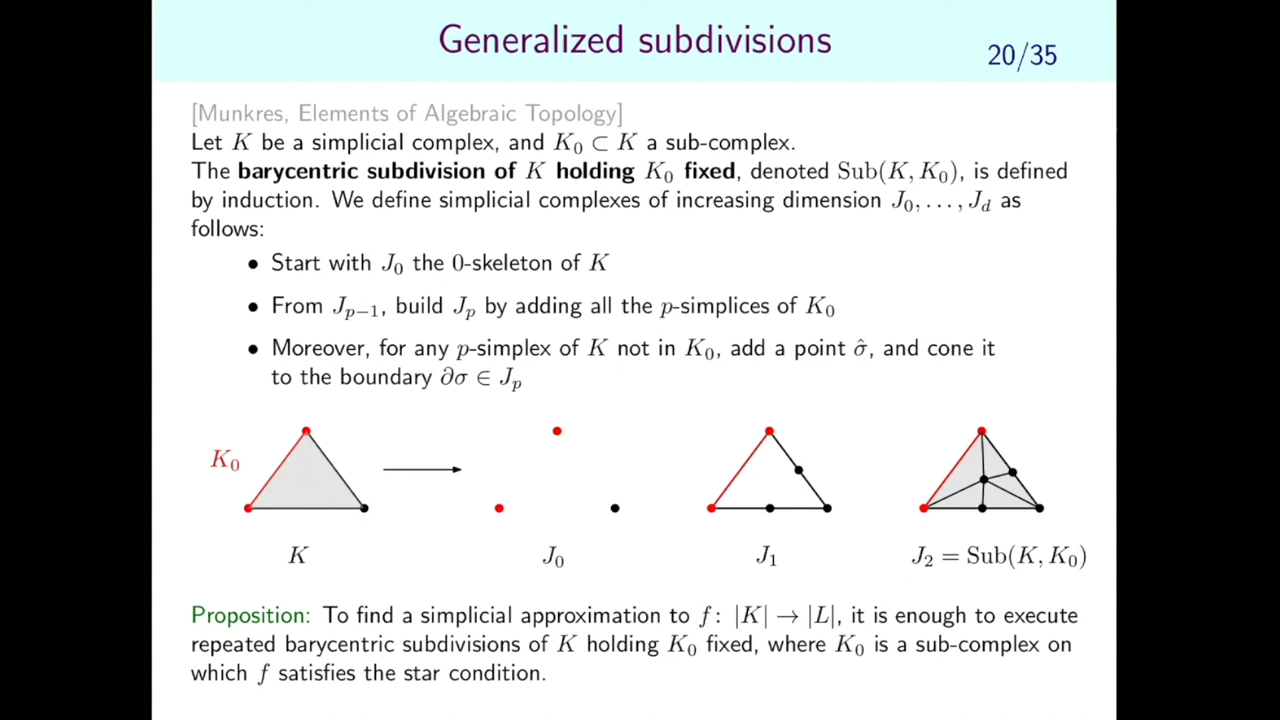 Generalized subdivisions
20/35
[Munkres, Elements of Algebraic Topology]
Let K be a simplicial complex, and K₀ ⊂ K a sub-complex.
The barycentric subdivision of K holding K₀ fixed, denoted Sub(K, K₀), is defined
by induction. We define simplicial complexes of increasing dimension J₀, . . . , J_d as
follows:
• Start with J₀ the 0-skeleton of K
• From J_{p−1}, build J_p by adding all the p-simplices of K₀
• Moreover, for any p-simplex of K not in K₀, add a point σ̂, and cone it
to the boundary ∂σ ∈ J_p
K₀
K
J₀
J₁
J₂ = Sub(K, K₀)
Proposition: To find a simplicial approximation to f : |K| → |L|, it is enough to execute
repeated barycentric subdivisions of K holding K₀ fixed, where K₀ is a sub-complex on
which f satisfies the star condition.